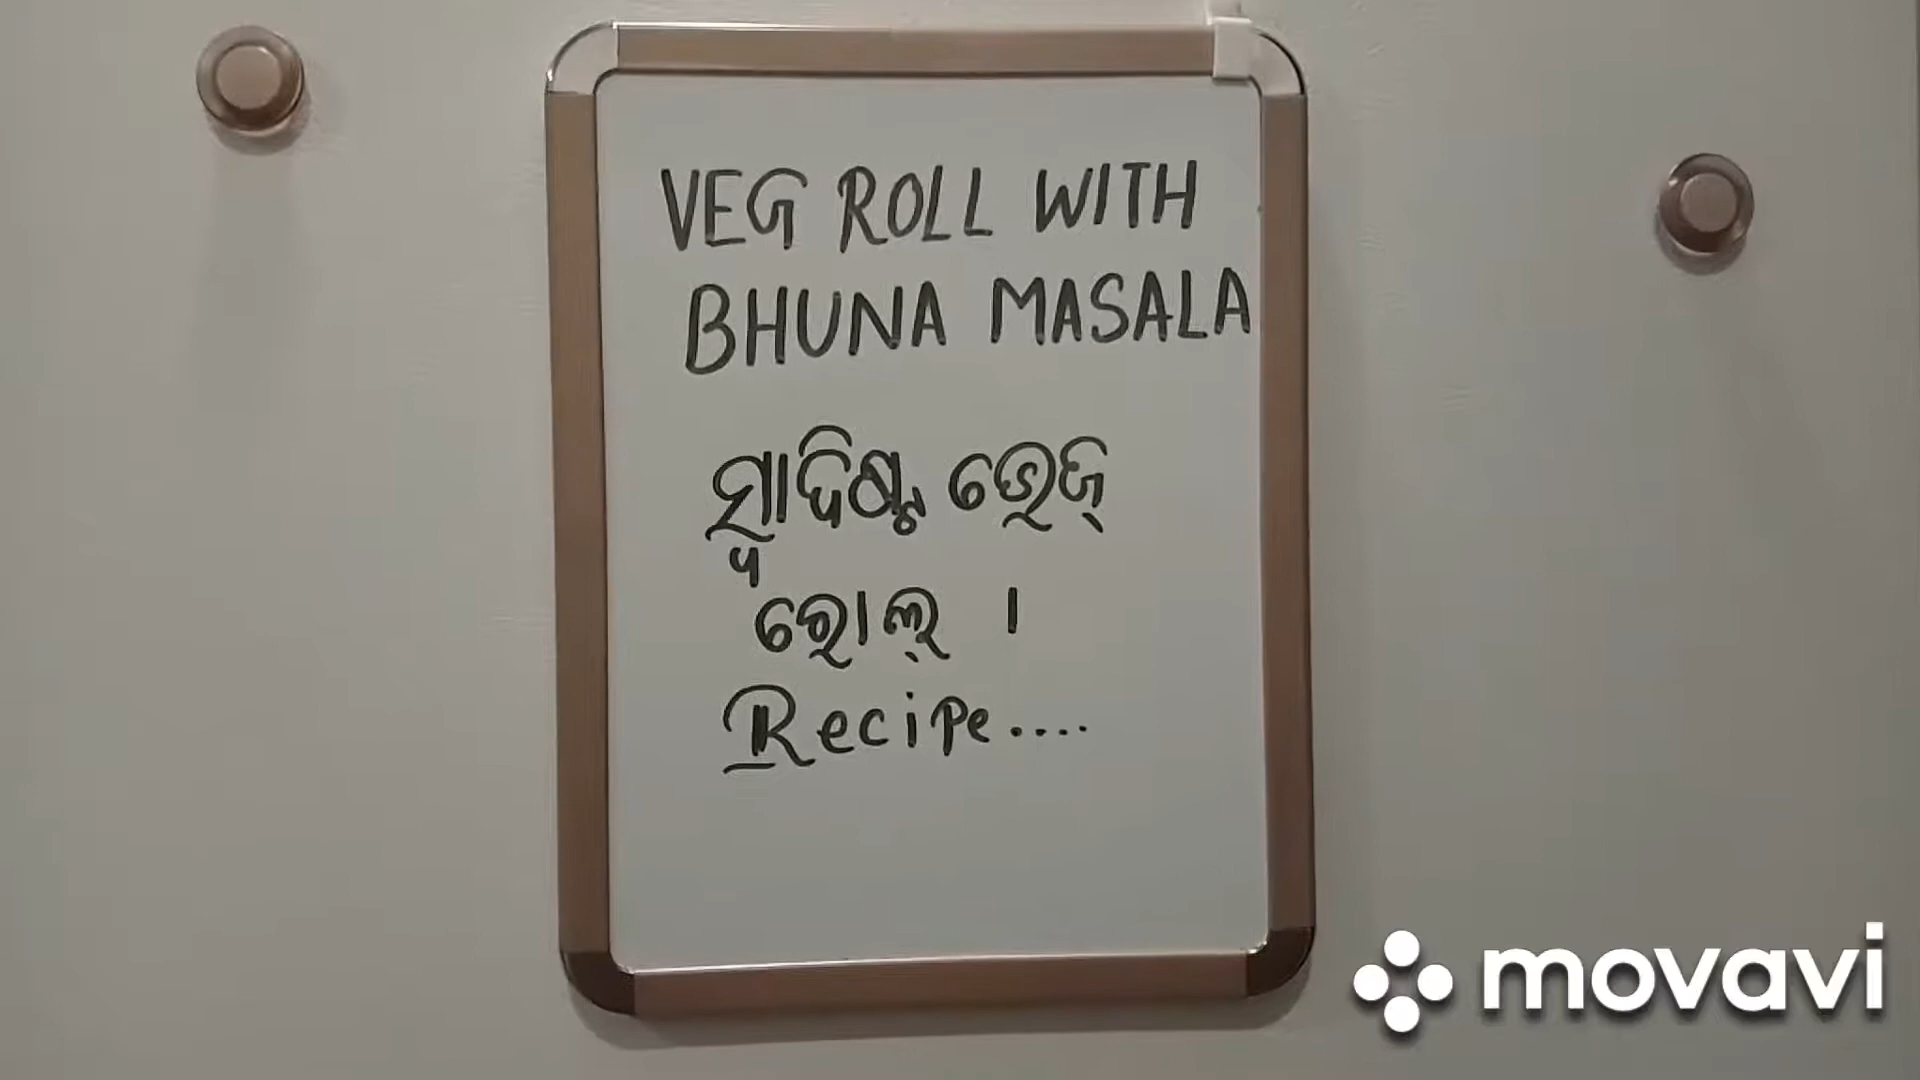 VEG ROLL WITH
BHUNA MASALA
ସ୍ୱାଦିଷ୍ଟ ଭେଜ୍
ରୋଲ୍ ।
Recipe....
movavi